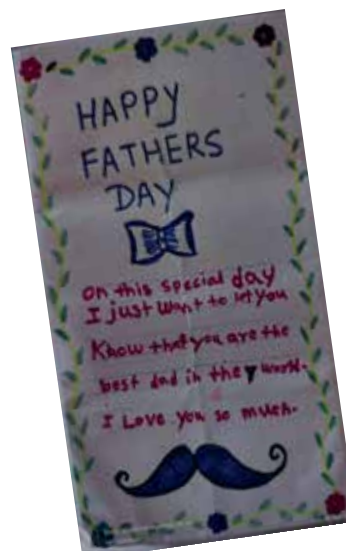 HAPPY
FATHERS
DAY
on this special day
I just want to let you
Know that you are the
best dad in the world.
I Love you so much.